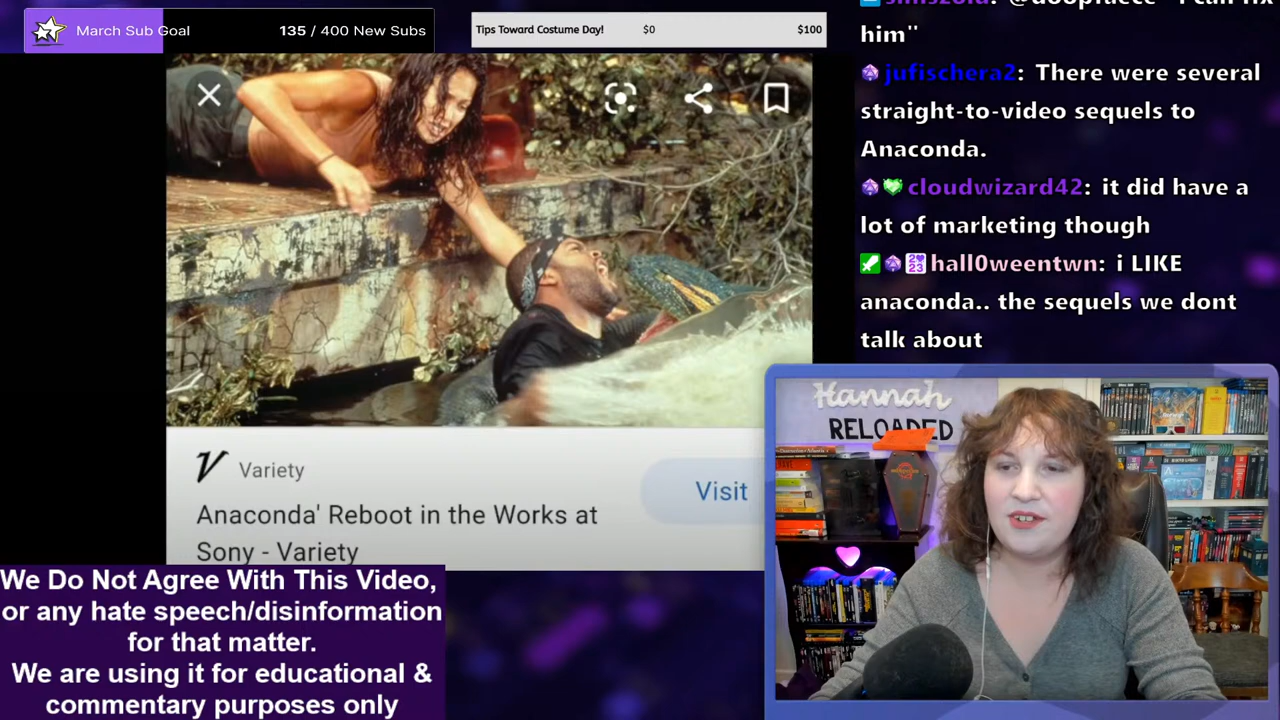 March Sub Goal
135 / 400 New Subs
Tips Toward Costume Day!
$0
$100
him"
jufischera2: There were several
straight-to-video sequels to
Anaconda.
cloudwizard42: it did have a
lot of marketing though
hall0weentwn: i LIKE
anaconda.. the sequels we dont
talk about
Variety
Anaconda' Reboot in the Works at
Sony - Variety
Visit
Hannah
RELOADED
We Do Not Agree With This Video,
or any hate speech/disinformation
for that matter.
We are using it for educational &
commentary purposes only